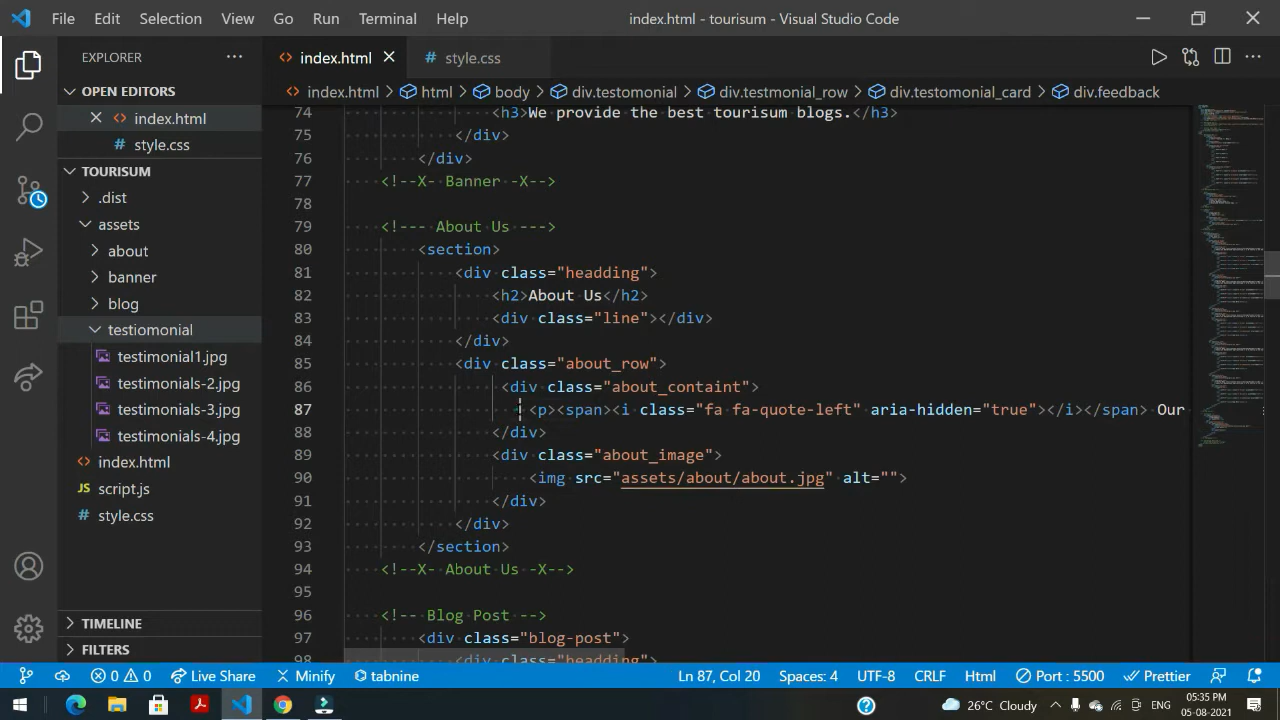 File Edit Selection View Go Run Terminal Help index.html - tourisum - Visual Studio Code
EXPLORER
OPEN EDITORS
index.html
style.css
TOURISUM
.dist
assets
about
banner
blog
testiomonial
testimonial1.jpg
testimonials-2.jpg
testimonials-3.jpg
testimonials-4.jpg
index.html
JS script.js
# style.css
TIMELINE
FILTERS
index.html # style.css
index.html > html > body > div.testomonial > div.testmonial_row > div.testomonial_card > div.feedback
74 <h3>We provide the best tourisum blogs.</h3>
75 </div>
76 </div>
77 <!--X- Banner -X-->
78
79 <!--- About Us --->
80 <section>
81 <div class="headding">
82 <h2>About Us</h2>
83 <div class="line"></div>
84 </div>
85 <div class="about_row">
86 <div class="about_containt">
87 <p><span><i class="fa fa-quote-left" aria-hidden="true"></i></span> Our
88 </div>
89 <div class="about_image">
90 <img src="assets/about/about.jpg" alt="">
91 </div>
92 </div>
93 </section>
94 <!--X- About Us -X-->
95
96 <!-- Blog Post -->
97 <div class="blog-post">
98 <div class="headding">
0 0 Live Share Minify tabnine Ln 87, Col 20 Spaces: 4 UTF-8 CRLF Html Port : 5500 Prettier
26°C Cloudy ENG 05:35 PM
05-08-2021